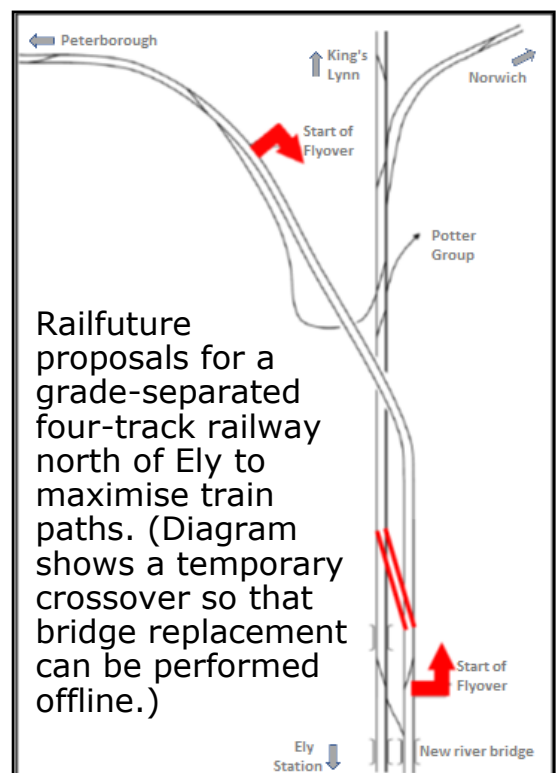 Peterborough
King's
Lynn
Norwich
Start of
Flyover
Potter
Group
Railfuture
proposals for a
grade-separated
four-track railway
north of Ely to
maximise train
paths. (Diagram
shows a temporary
crossover so that
bridge replacement
can be performed
offline.)
Start of
Flyover
Ely
Station
New river bridge